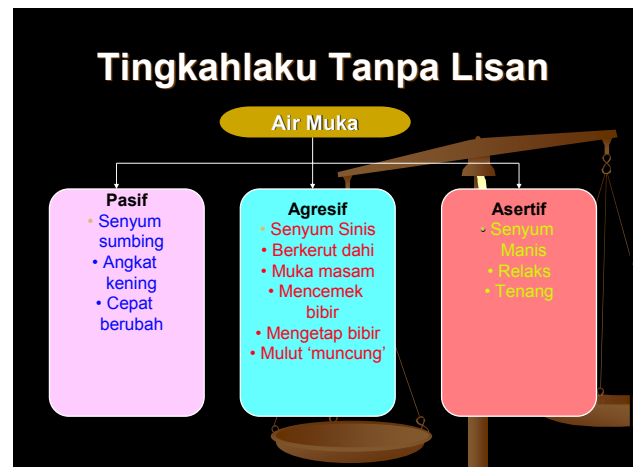 Tingkahlaku Tanpa Lisan
Air Muka
Pasif
• Senyum
sumbing
• Angkat
kening
• Cepat
berubah
Agresif
• Senyum Sinis
• Berkerut dahi
• Muka masam
• Mencemek
bibir
• Mengetap bibir
• Mulut ‘muncung’
Asertif
• Senyum
Manis
• Relaks
• Tenang